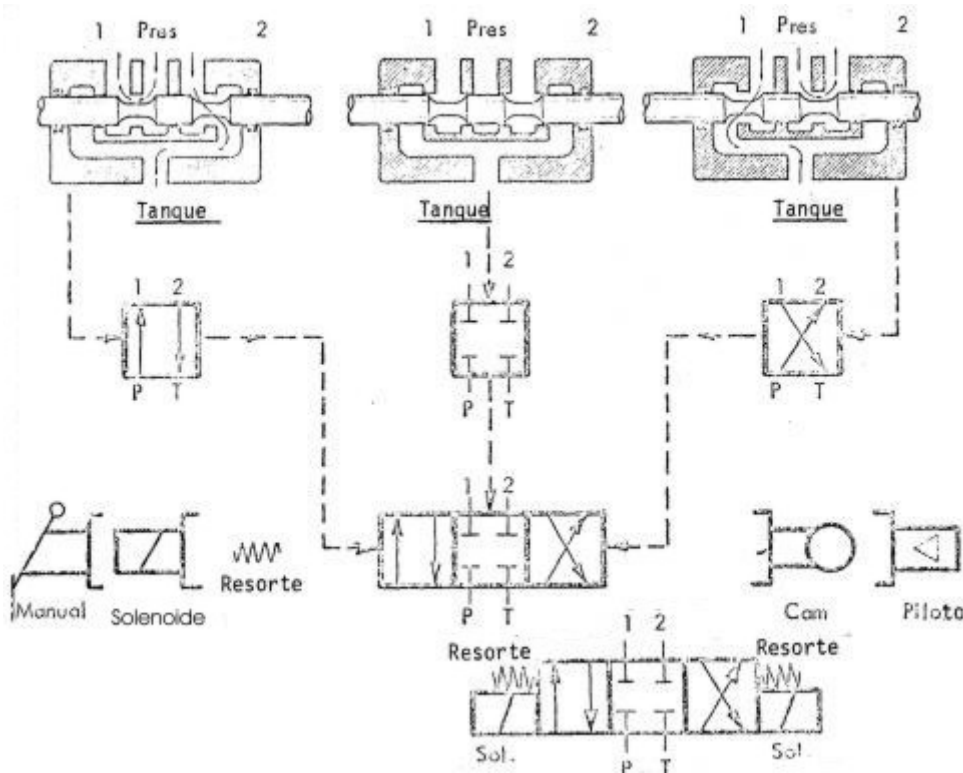 1 Pres 2
1 Pres 2
1 Pres 2
Tanque
Tanque
Tanque
1 2
P T
1 2
P T
1 2
P T
1 2
P T
Manual
Solenoide
Resorte
Cam
Piloto
1 2
Resorte
Resorte
Sol.
Sol.
P T